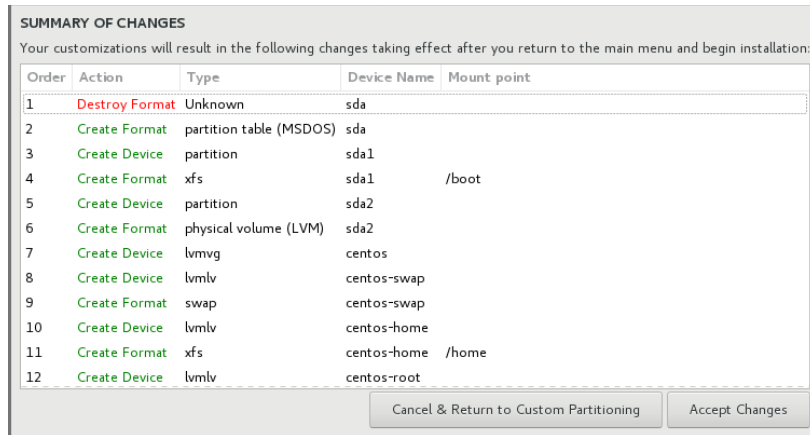 SUMMARY OF CHANGES
Your customizations will result in the following changes taking effect after you return to the main menu and begin installation:
Order Action Type Device Name Mount point
1 Destroy Format Unknown sda
2 Create Format partition table (MSDOS) sda
3 Create Device partition sda1
4 Create Format xfs sda1 /boot
5 Create Device partition sda2
6 Create Format physical volume (LVM) sda2
7 Create Device lvmvg centos
8 Create Device lvmlv centos-swap
9 Create Format swap centos-swap
10 Create Device lvmlv centos-home
11 Create Format xfs centos-home /home
12 Create Device lvmlv centos-root
Cancel & Return to Custom Partitioning Accept Changes